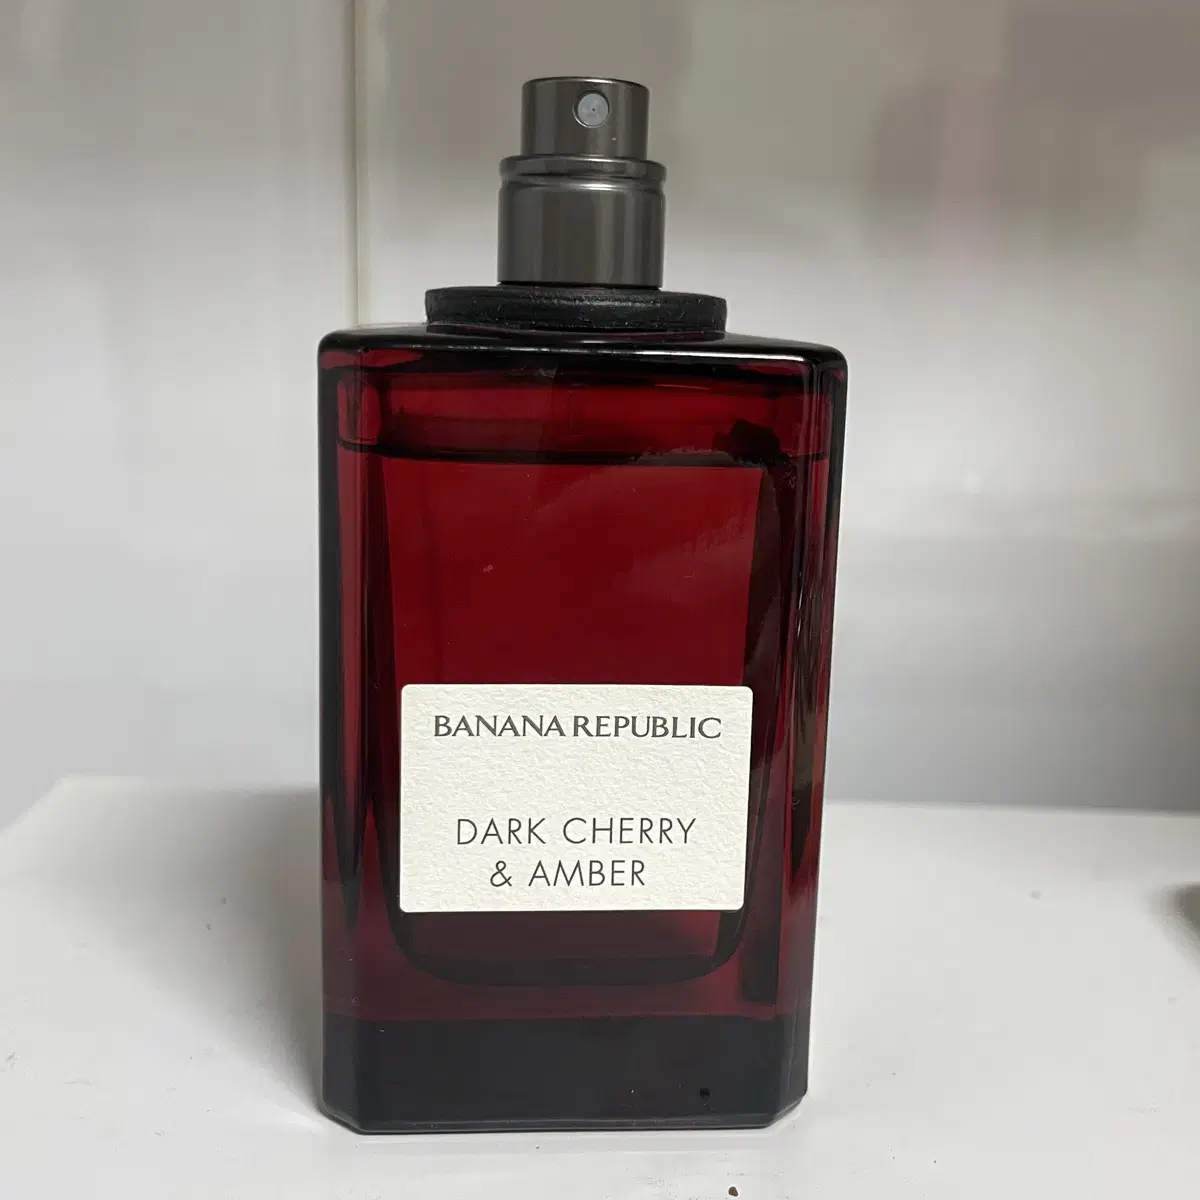 BANANA REPUBLIC
DARK CHERRY
& AMBER